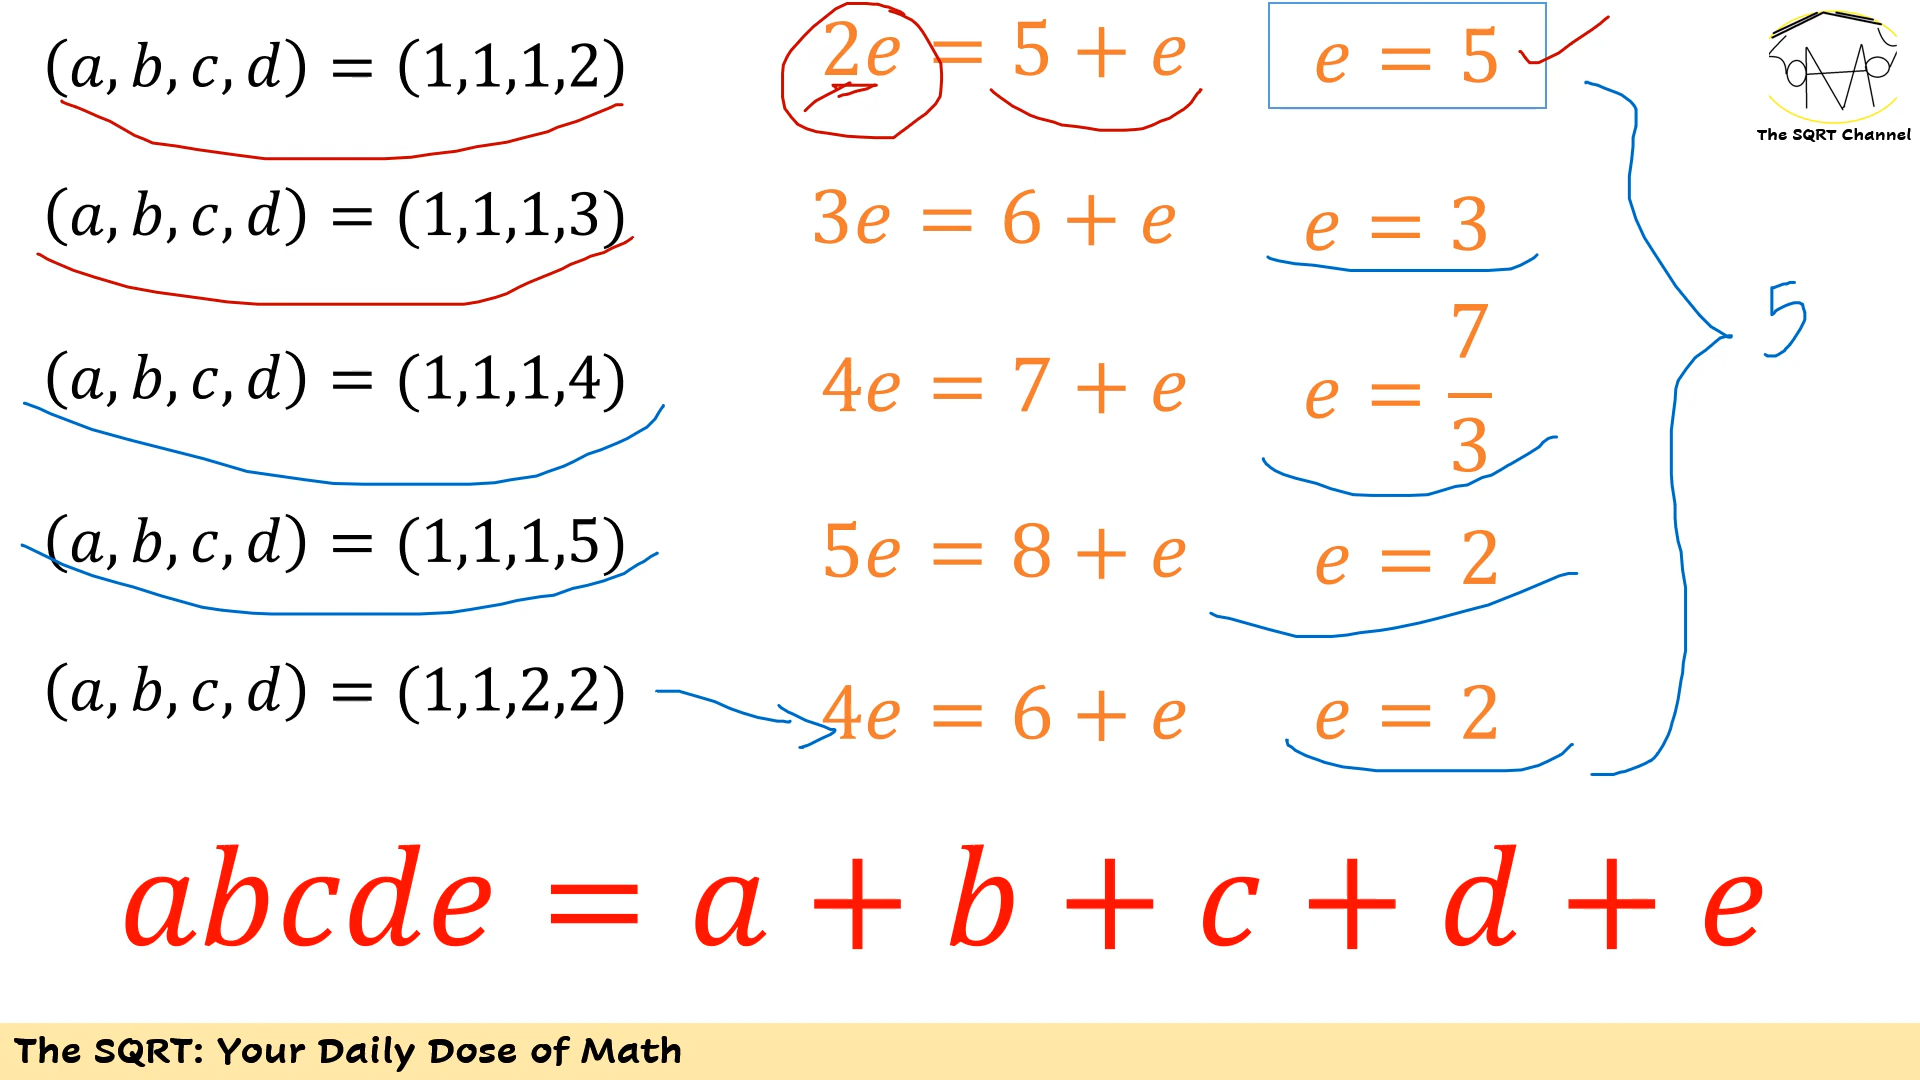 (a, b, c, d) = (1,1,1,2) 2e = 5 + e e = 5
The SQRT Channel
(a, b, c, d) = (1,1,1,3) 3e = 6 + e e = 3
5
(a, b, c, d) = (1,1,1,4) 4e = 7 + e e = 7/3
(a, b, c, d) = (1,1,1,5) 5e = 8 + e e = 2
(a, b, c, d) = (1,1,2,2) 4e = 6 + e e = 2
abcde = a + b + c + d + e
The SQRT: Your Daily Dose of Math